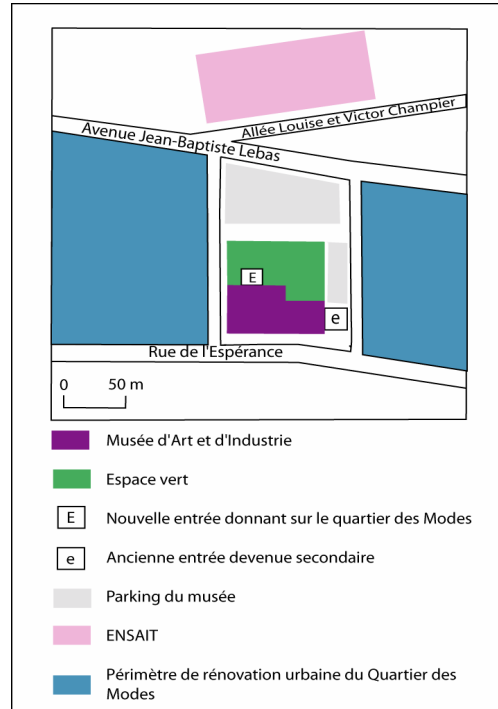 Allée Louise et Victor Champier
Avenue Jean-Baptiste Lebas
E
e
Rue de l'Espérance
0 50 m
Musée d'Art et d'Industrie
Espace vert
E Nouvelle entrée donnant sur le quartier des Modes
e Ancienne entrée devenue secondaire
Parking du musée
ENSAIT
Périmètre de rénovation urbaine du Quartier des
Modes